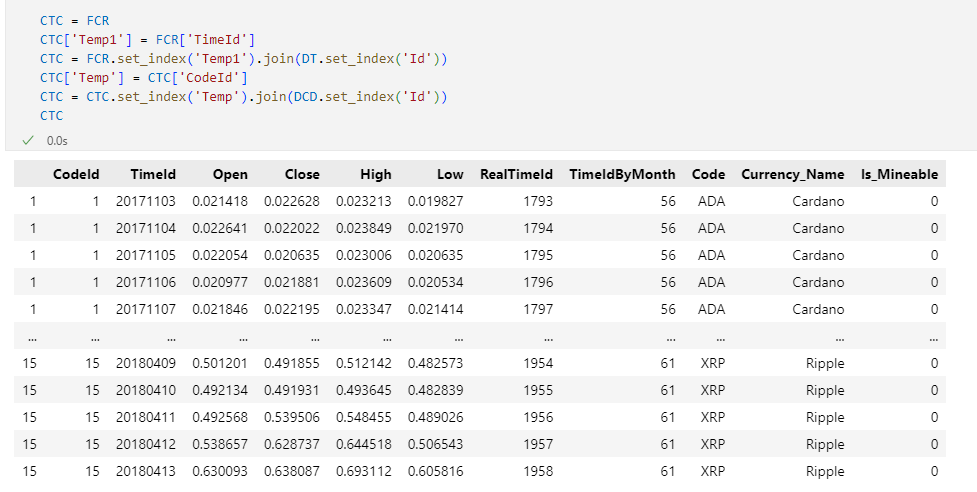 CTC = FCR
CTC['Temp1'] = FCR['TimeId']
CTC = FCR.set_index('Temp1').join(DT.set_index('Id'))
CTC['Temp'] = CTC['CodeId']
CTC = CTC.set_index('Temp').join(DCD.set_index('Id'))
CTC
0.0s
CodeId TimeId Open Close High Low RealTimeId TimeIdByMonth Code Currency_Name Is_Mineable
1 1 20171103 0.021418 0.022628 0.023213 0.019827 1793 56 ADA Cardano 0
1 1 20171104 0.022641 0.022022 0.023849 0.021970 1794 56 ADA Cardano 0
1 1 20171105 0.022054 0.020635 0.023006 0.020635 1795 56 ADA Cardano 0
1 1 20171106 0.020977 0.021881 0.023609 0.020534 1796 56 ADA Cardano 0
1 1 20171107 0.021846 0.022195 0.023347 0.021414 1797 56 ADA Cardano 0
... ... ... ... ... ... ... ... ... ... ... ...
15 15 20180409 0.501201 0.491855 0.512142 0.482573 1954 61 XRP Ripple 0
15 15 20180410 0.492134 0.491931 0.493645 0.482839 1955 61 XRP Ripple 0
15 15 20180411 0.492568 0.539506 0.548455 0.489026 1956 61 XRP Ripple 0
15 15 20180412 0.538657 0.628737 0.644518 0.506543 1957 61 XRP Ripple 0
15 15 20180413 0.630093 0.638087 0.693112 0.605816 1958 61 XRP Ripple 0